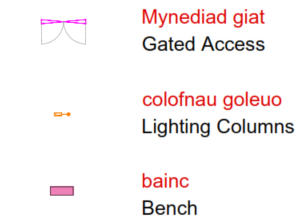 Mynediad giat
Gated Access
colofnau goleuo
Lighting Columns
bainc
Bench